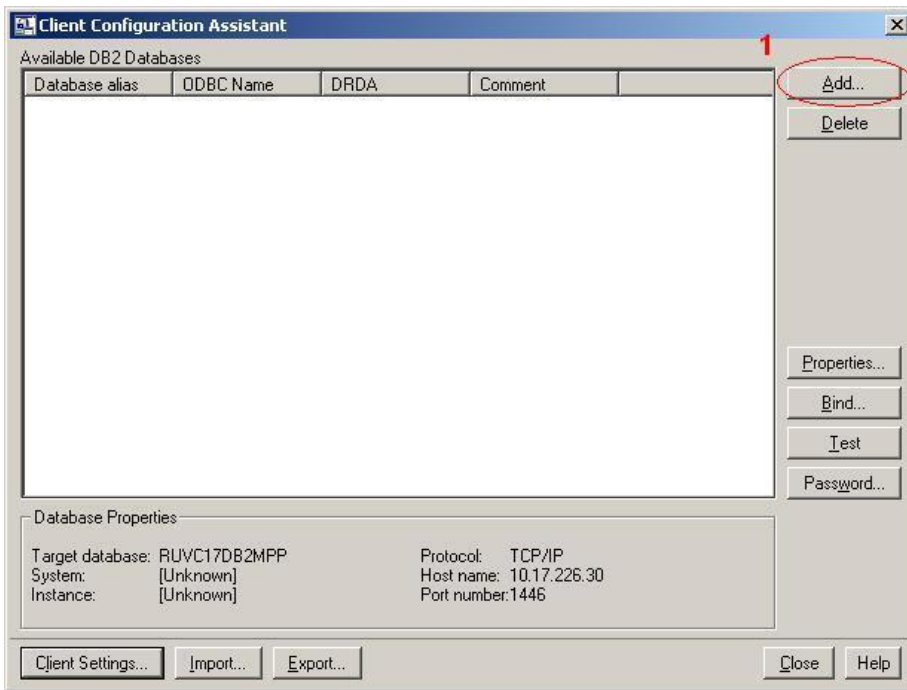 Client Configuration Assistant
1
Available DB2 Databases
Database alias ODBC Name DRDA Comment
Add...
Delete
Properties...
Bind...
Test
Password...
Database Properties
Target database: RUVC17DB2MPP Protocol: TCP/IP
System: [Unknown] Host name: 10.17.226.30
Instance: [Unknown] Port number:1446
Client Settings... Import... Export... Close Help